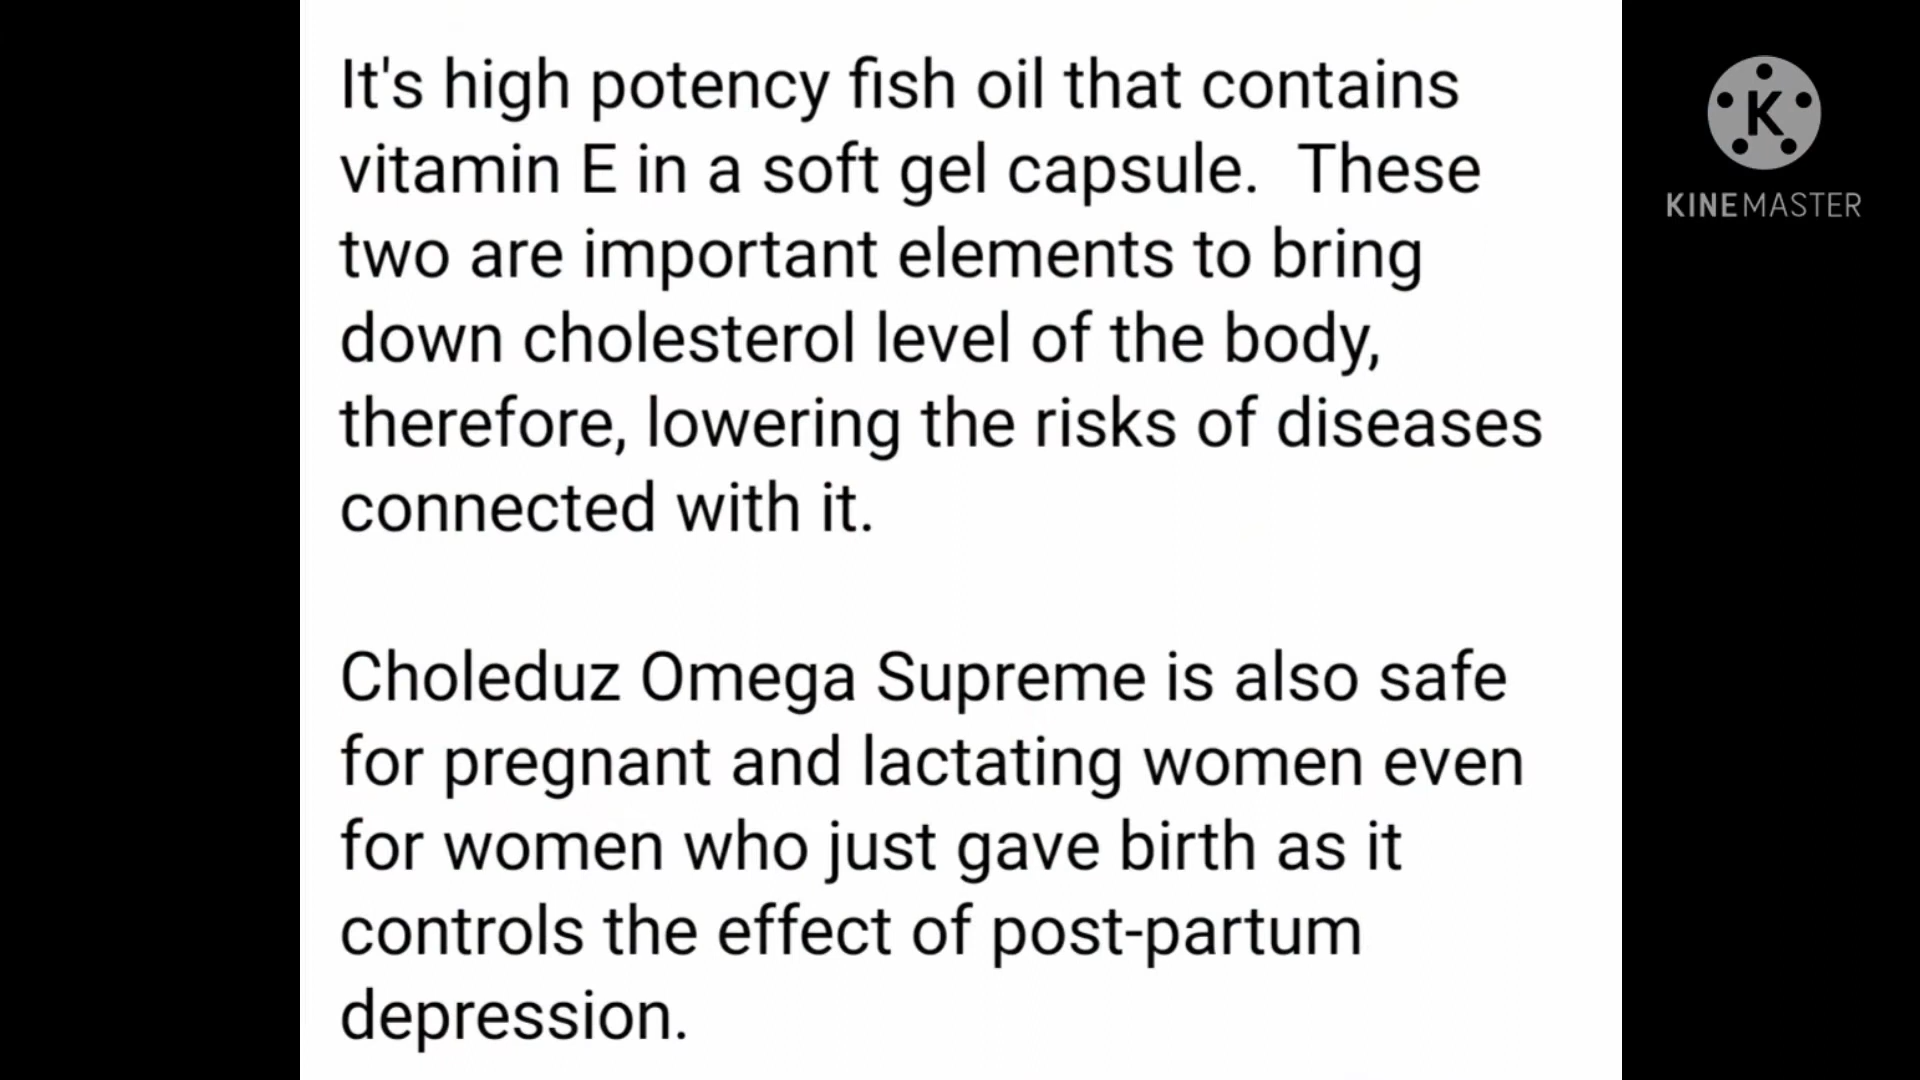 It's high potency fish oil that contains
vitamin E in a soft gel capsule.  These
two are important elements to bring
down cholesterol level of the body,
therefore, lowering the risks of diseases
connected with it.
Choleduz Omega Supreme is also safe
for pregnant and lactating women even
for women who just gave birth as it
controls the effect of post-partum
depression.
K
KINEMASTER